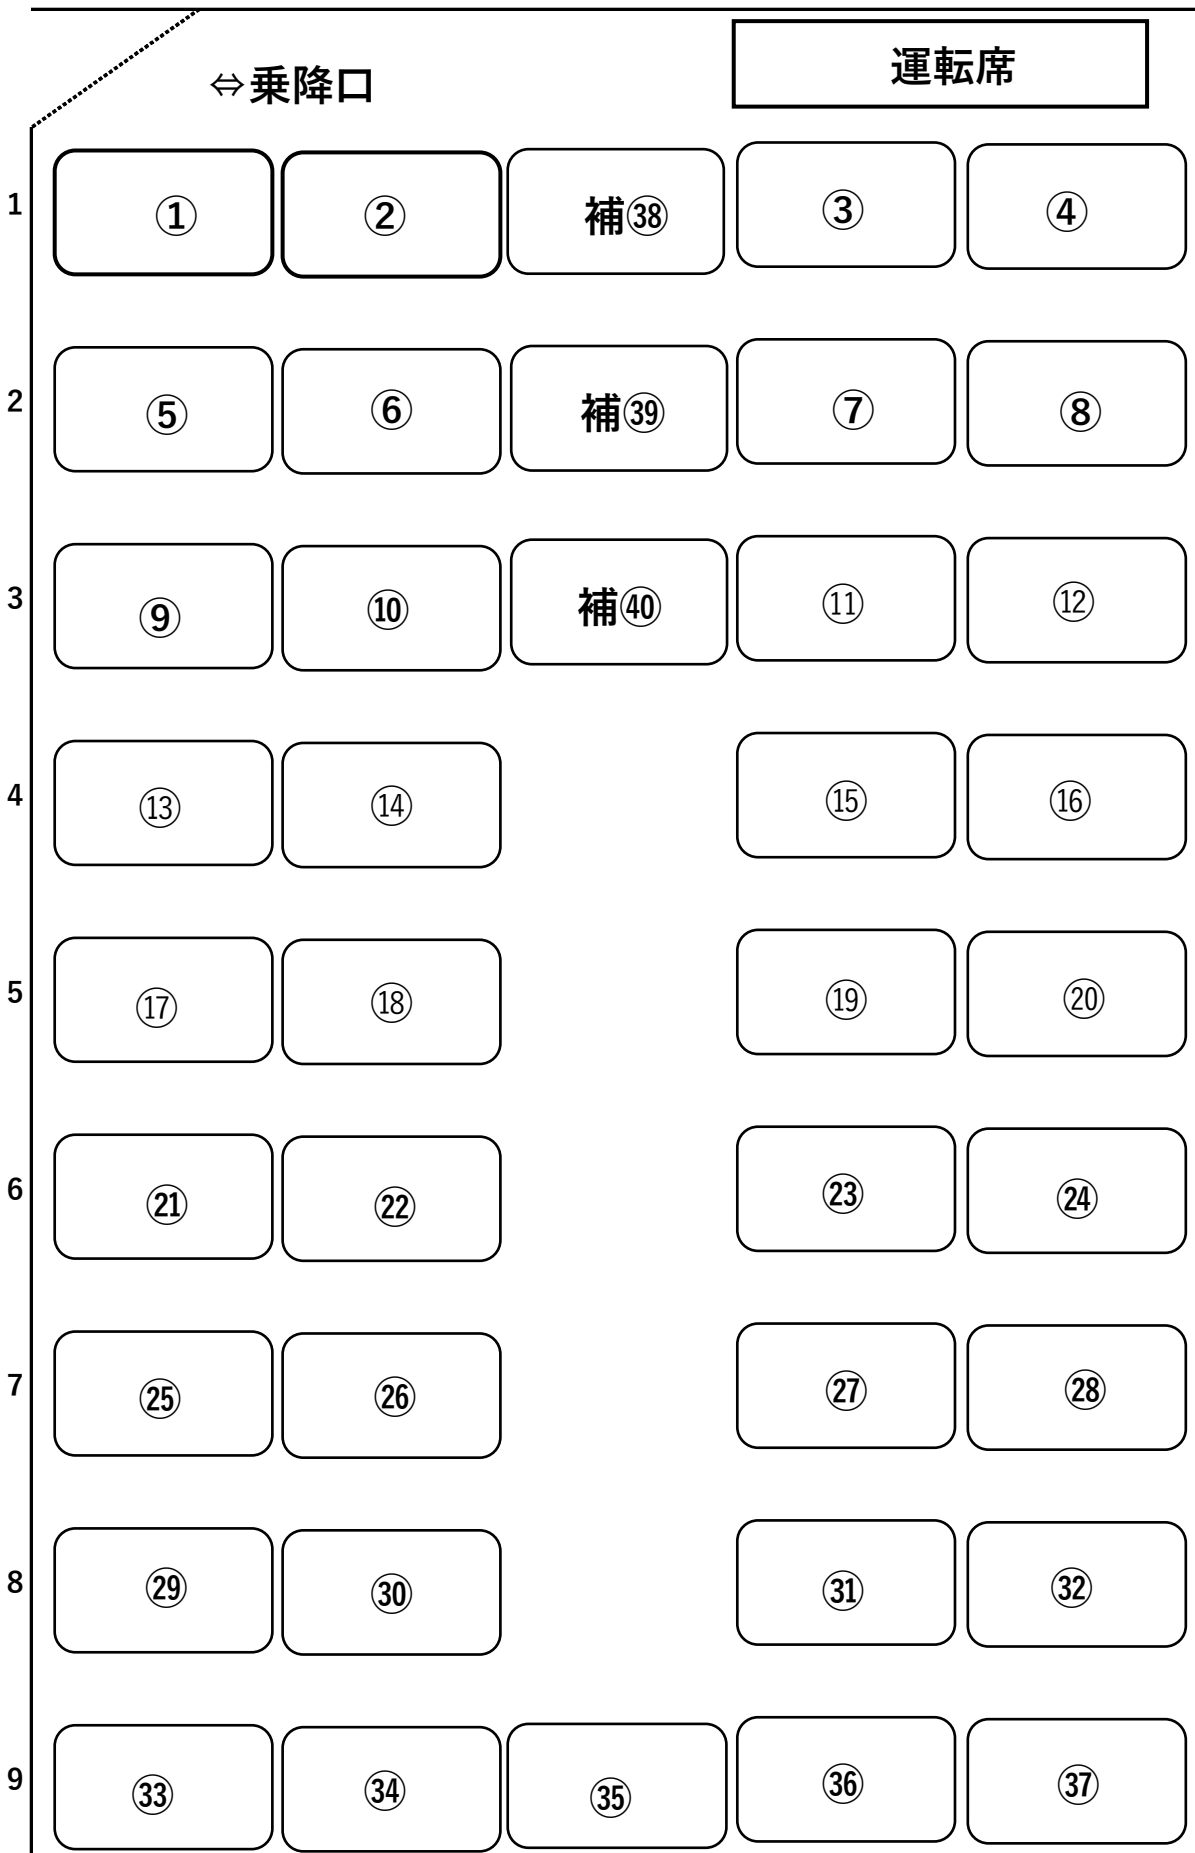 ⇔乗降口 運転席
1 ① ② 補㊳ ③ ④
2 ⑤ ⑥ 補㊴ ⑦ ⑧
3 ⑨ ⑩ 補㊵ ⑪ ⑫
4 ⑬ ⑭ ⑮ ⑯
5 ⑰ ⑱ ⑲ ⑳
6 ㉑ ㉒ ㉓ ㉔
7 ㉕ ㉖ ㉗ ㉘
8 ㉙ ㉚ ㉛ ㉜
9 ㉝ ㉞ ㉟ ㊱ ㊲